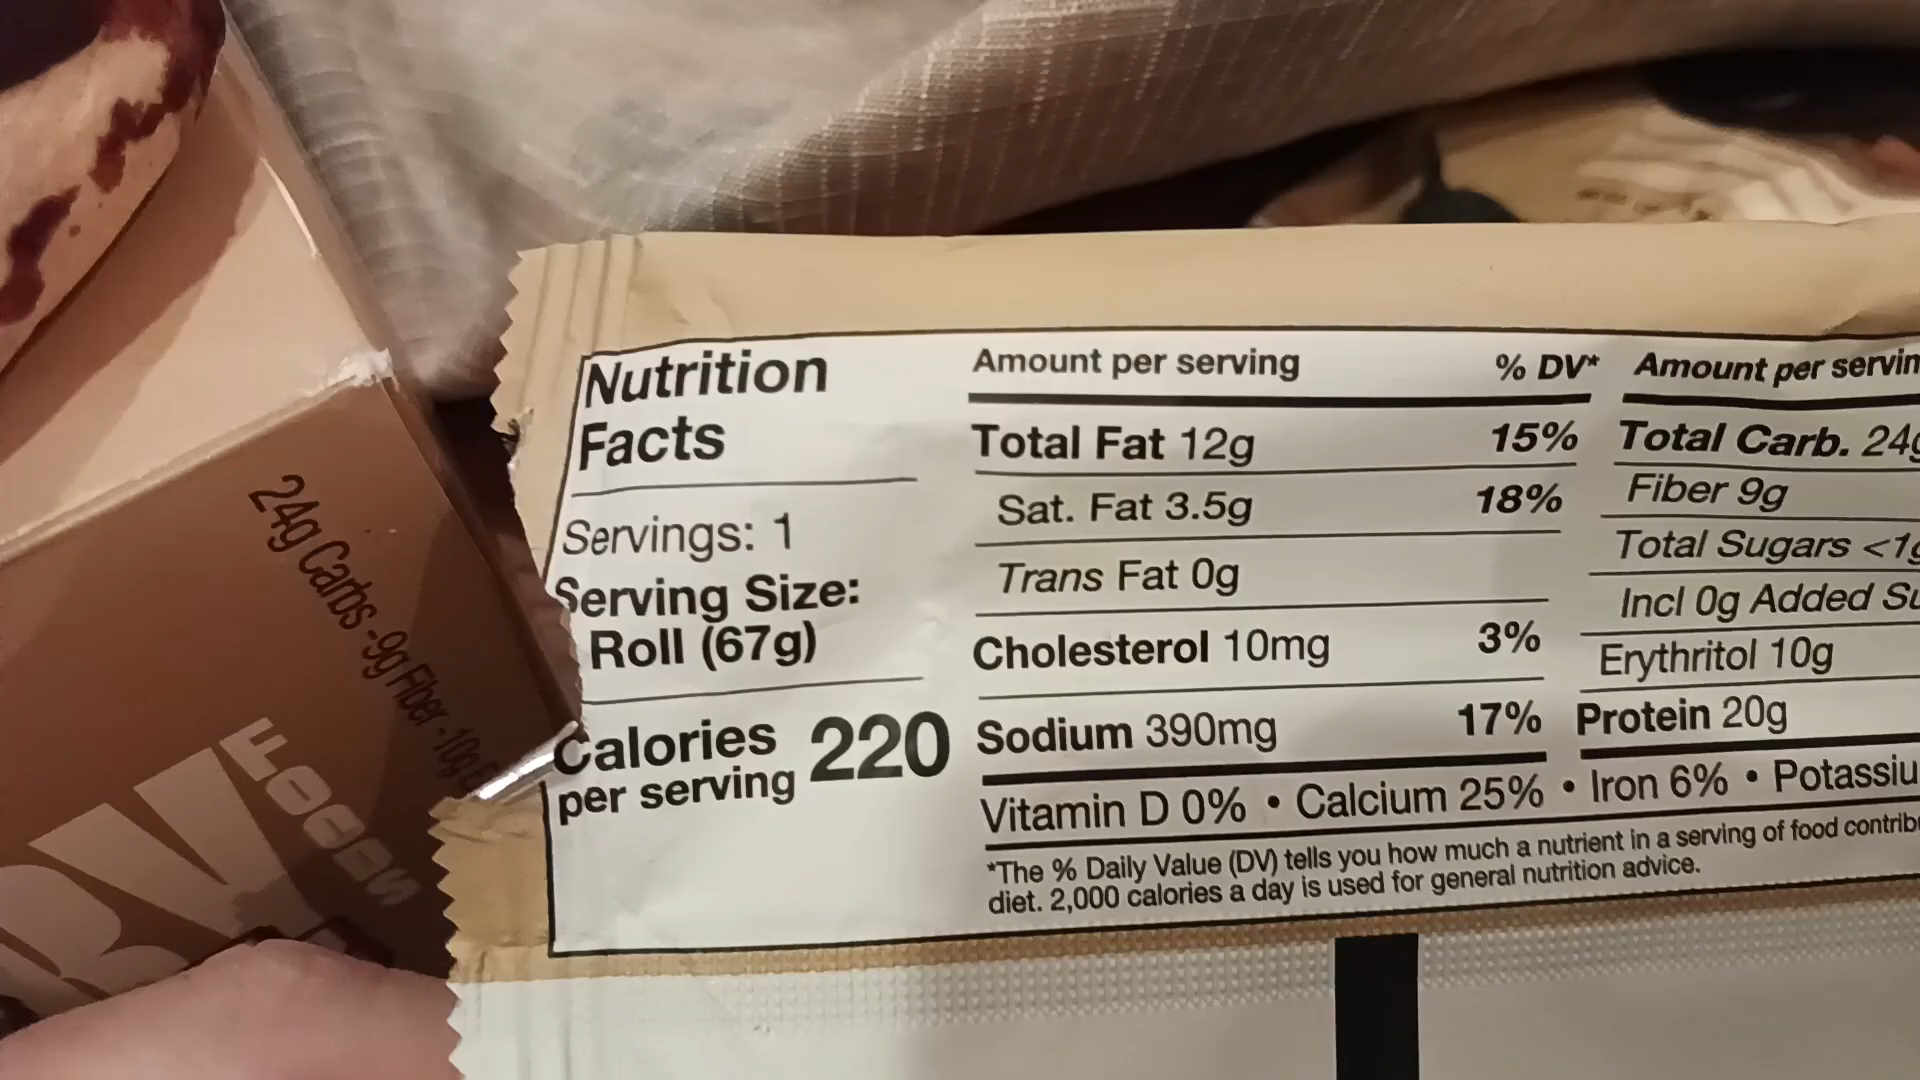 Nutrition
Facts
Servings: 1
Serving Size:
Roll (67g)
Calories
per serving 220
Amount per serving % DV*
Total Fat 12g 15%
Sat. Fat 3.5g 18%
Trans Fat 0g
Cholesterol 10mg 3%
Sodium 390mg 17%
Amount per servin
Total Carb. 24g
Fiber 9g
Total Sugars <1g
Incl 0g Added Su
Erythritol 10g
Protein 20g
Vitamin D 0% • Calcium 25% • Iron 6% • Potassiu
*The % Daily Value (DV) tells you how much a nutrient in a serving of food contribu
diet. 2,000 calories a day is used for general nutrition advice.
24g Carbs - 9g Fiber - 10g E